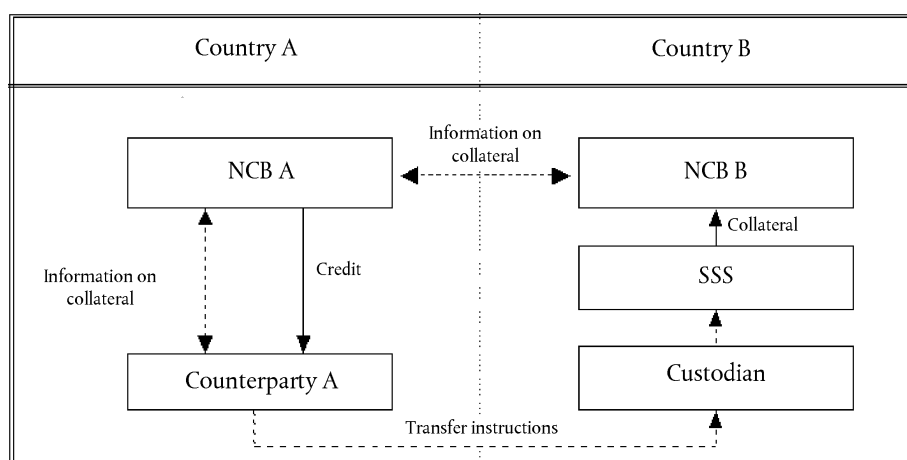 Country A
Country B
Information on
collateral
NCB A
NCB B
Collateral
Information on
collateral
Credit
SSS
Counterparty A
Custodian
Transfer instructions